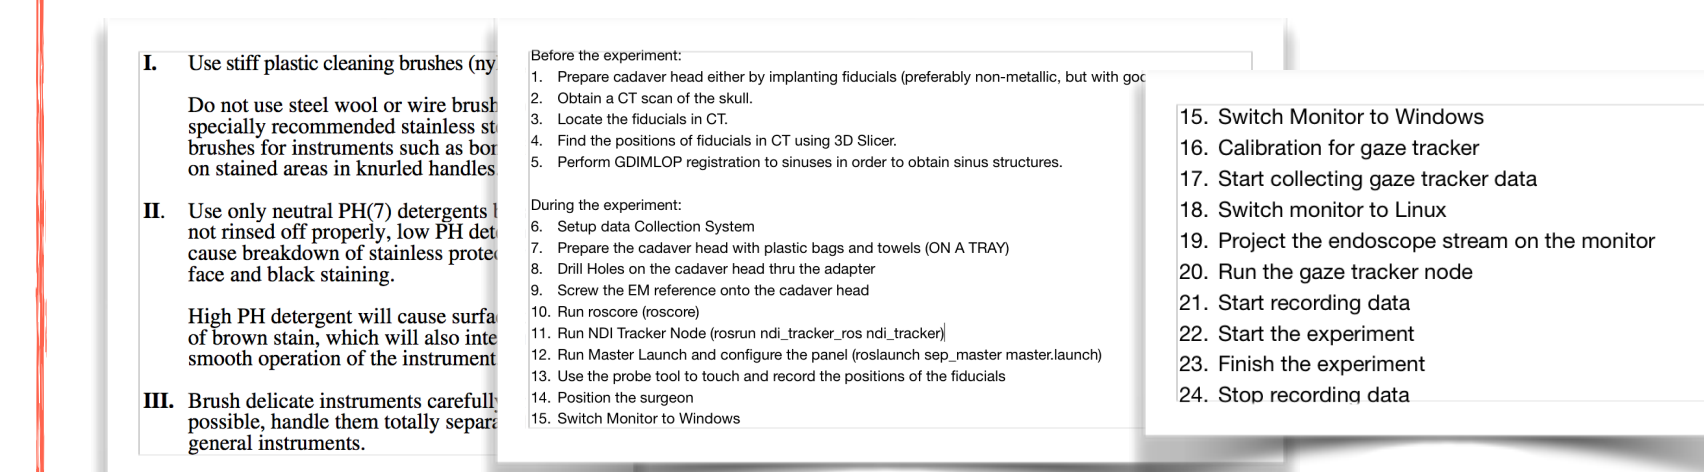 I. Use stiff plastic cleaning brushes (ny
Do not use steel wool or wire brush
specially recommended stainless st
brushes for instruments such as bon
on stained areas in knurled handles
II. Use only neutral PH(7) detergents
not rinsed off properly, low PH det
cause breakdown of stainless prote
face and black staining.
High PH detergent will cause surfa
of brown stain, which will also inte
smooth operation of the instrument
III. Brush delicate instruments carefully
possible, handle them totally separa
general instruments.
Before the experiment:
1. Prepare cadaver head either by implanting fiducials (preferably non-metallic, but with goo
2. Obtain a CT scan of the skull.
3. Locate the fiducials in CT.
4. Find the positions of fiducials in CT using 3D Slicer.
5. Perform GDIMLOP registration to sinuses in order to obtain sinus structures.
During the experiment:
6. Setup data Collection System
7. Prepare the cadaver head with plastic bags and towels (ON A TRAY)
8. Drill Holes on the cadaver head thru the adapter
9. Screw the EM reference onto the cadaver head
10. Run roscore (roscore)
11. Run NDI Tracker Node (rosrun ndi_tracker_ros ndi_tracker)
12. Run Master Launch and configure the panel (roslaunch sep_master master.launch)
13. Use the probe tool to touch and record the positions of the fiducials
14. Position the surgeon
15. Switch Monitor to Windows
15. Switch Monitor to Windows
16. Calibration for gaze tracker
17. Start collecting gaze tracker data
18. Switch monitor to Linux
19. Project the endoscope stream on the monitor
20. Run the gaze tracker node
21. Start recording data
22. Start the experiment
23. Finish the experiment
24. Stop recording data